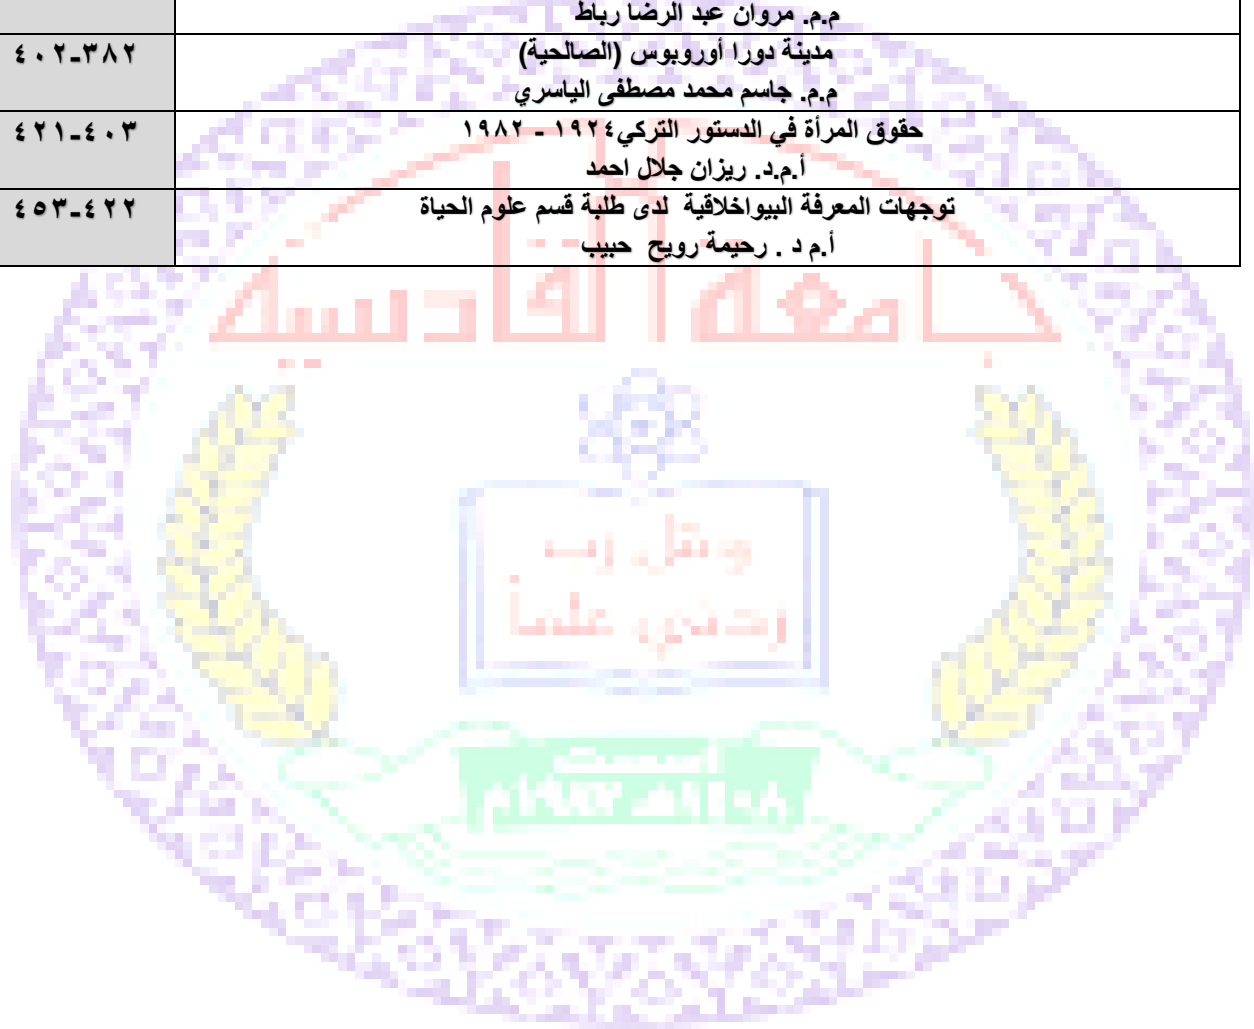 م.م. مروان عبد الرضا رباط
مدينة دورا أوروبوس (الصالحية)
م.م. جاسم محمد مصطفى الياسري
٣٨٢-٤٠٢
حقوق المرأة في الدستور التركي١٩٢٤ - ١٩٨٢
أ.م.د. ريزان جلال احمد
٤٠٣-٤٢١
توجهات المعرفة البيواخلاقية لدى طلبة قسم علوم الحياة
أ.م د . رحيمة رويح حبيب
٤٢٢-٤٥٣
جامعة القادسية